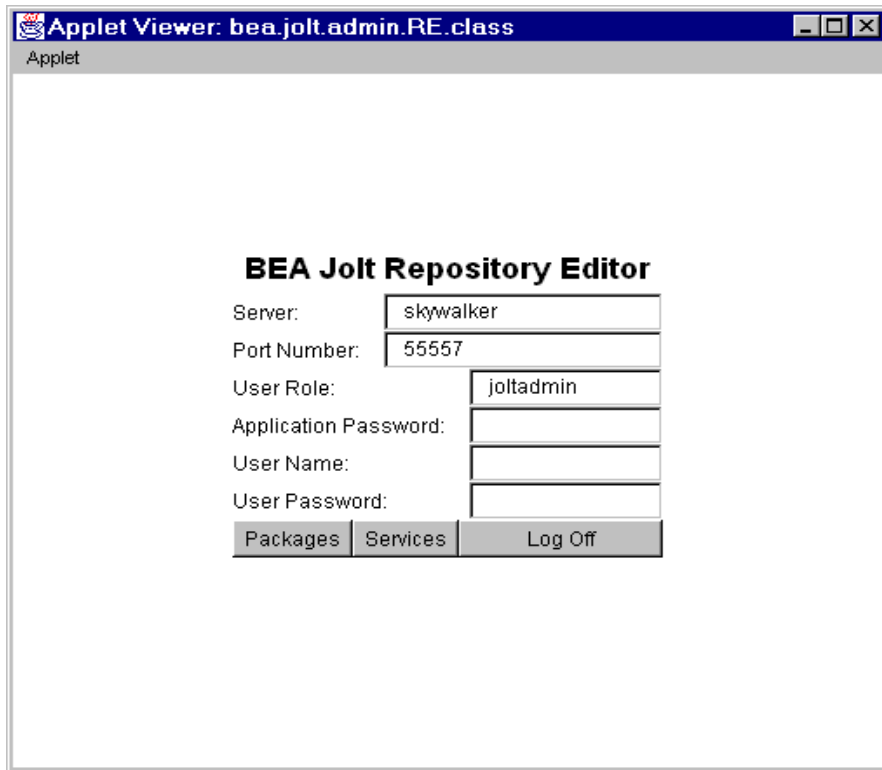 Applet Viewer: bea.jolt.admin.RE.class
Applet
BEA Jolt Repository Editor
Server: skywalker
Port Number: 55557
User Role: joltadmin
Application Password:
User Name:
User Password:
Packages Services Log Off